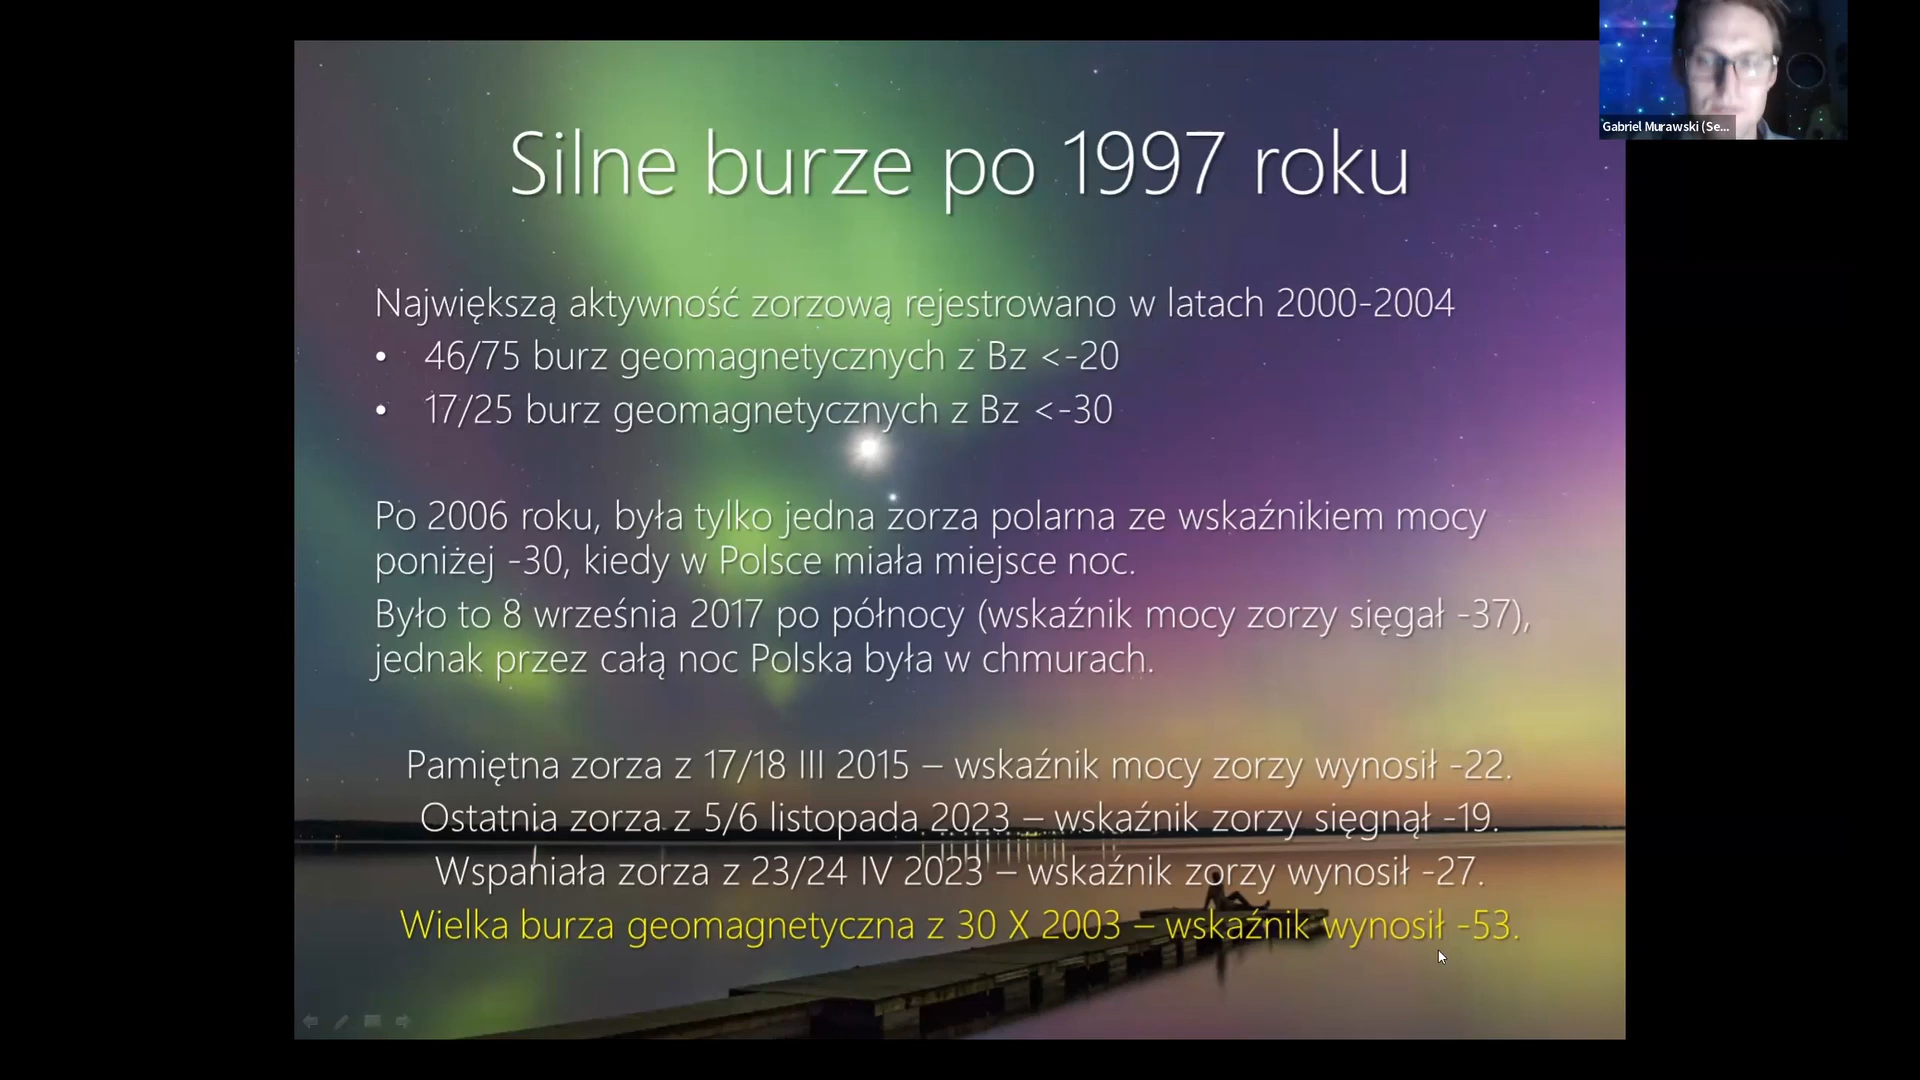 Gabriel Murawski (Se...
Silne burze po 1997 roku
Największą aktywność zorzową rejestrowano w latach 2000-2004
• 46/75 burz geomagnetycznych z Bz <-20
• 17/25 burz geomagnetycznych z Bz <-30
Po 2006 roku, była tylko jedna zorza polarna ze wskaźnikiem mocy
poniżej -30, kiedy w Polsce miała miejsce noc.
Było to 8 września 2017 po północy (wskaźnik mocy zorzy sięgał -37),
jednak przez całą noc Polska była w chmurach.
Pamiętna zorza z 17/18 III 2015 – wskaźnik mocy zorzy wynosił -22.
Ostatnia zorza z 5/6 listopada 2023 – wskaźnik zorzy sięgnął -19.
Wspaniała zorza z 23/24 IV 2023 – wskaźnik zorzy wynosił -27.
Wielka burza geomagnetyczna z 30 X 2003 – wskaźnik wynosił -53.